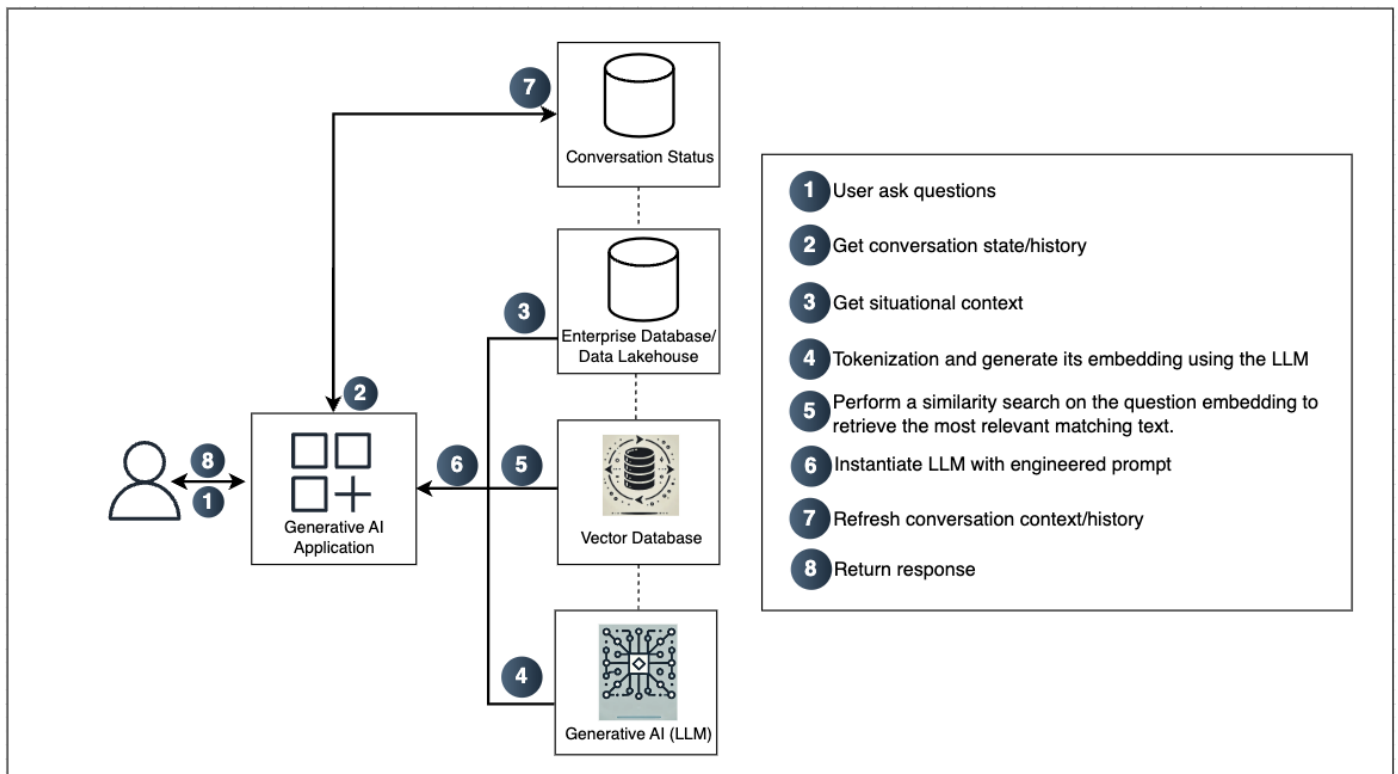 7
Conversation Status
3
Enterprise Database/
Data Lakehouse
2
8
1
Generative AI
Application
6
5
Vector Database
4
Generative AI (LLM)
1 User ask questions
2 Get conversation state/history
3 Get situational context
4 Tokenization and generate its embedding using the LLM
5 Perform a similarity search on the question embedding to
retrieve the most relevant matching text.
6 Instantiate LLM with engineered prompt
7 Refresh conversation context/history
8 Return response